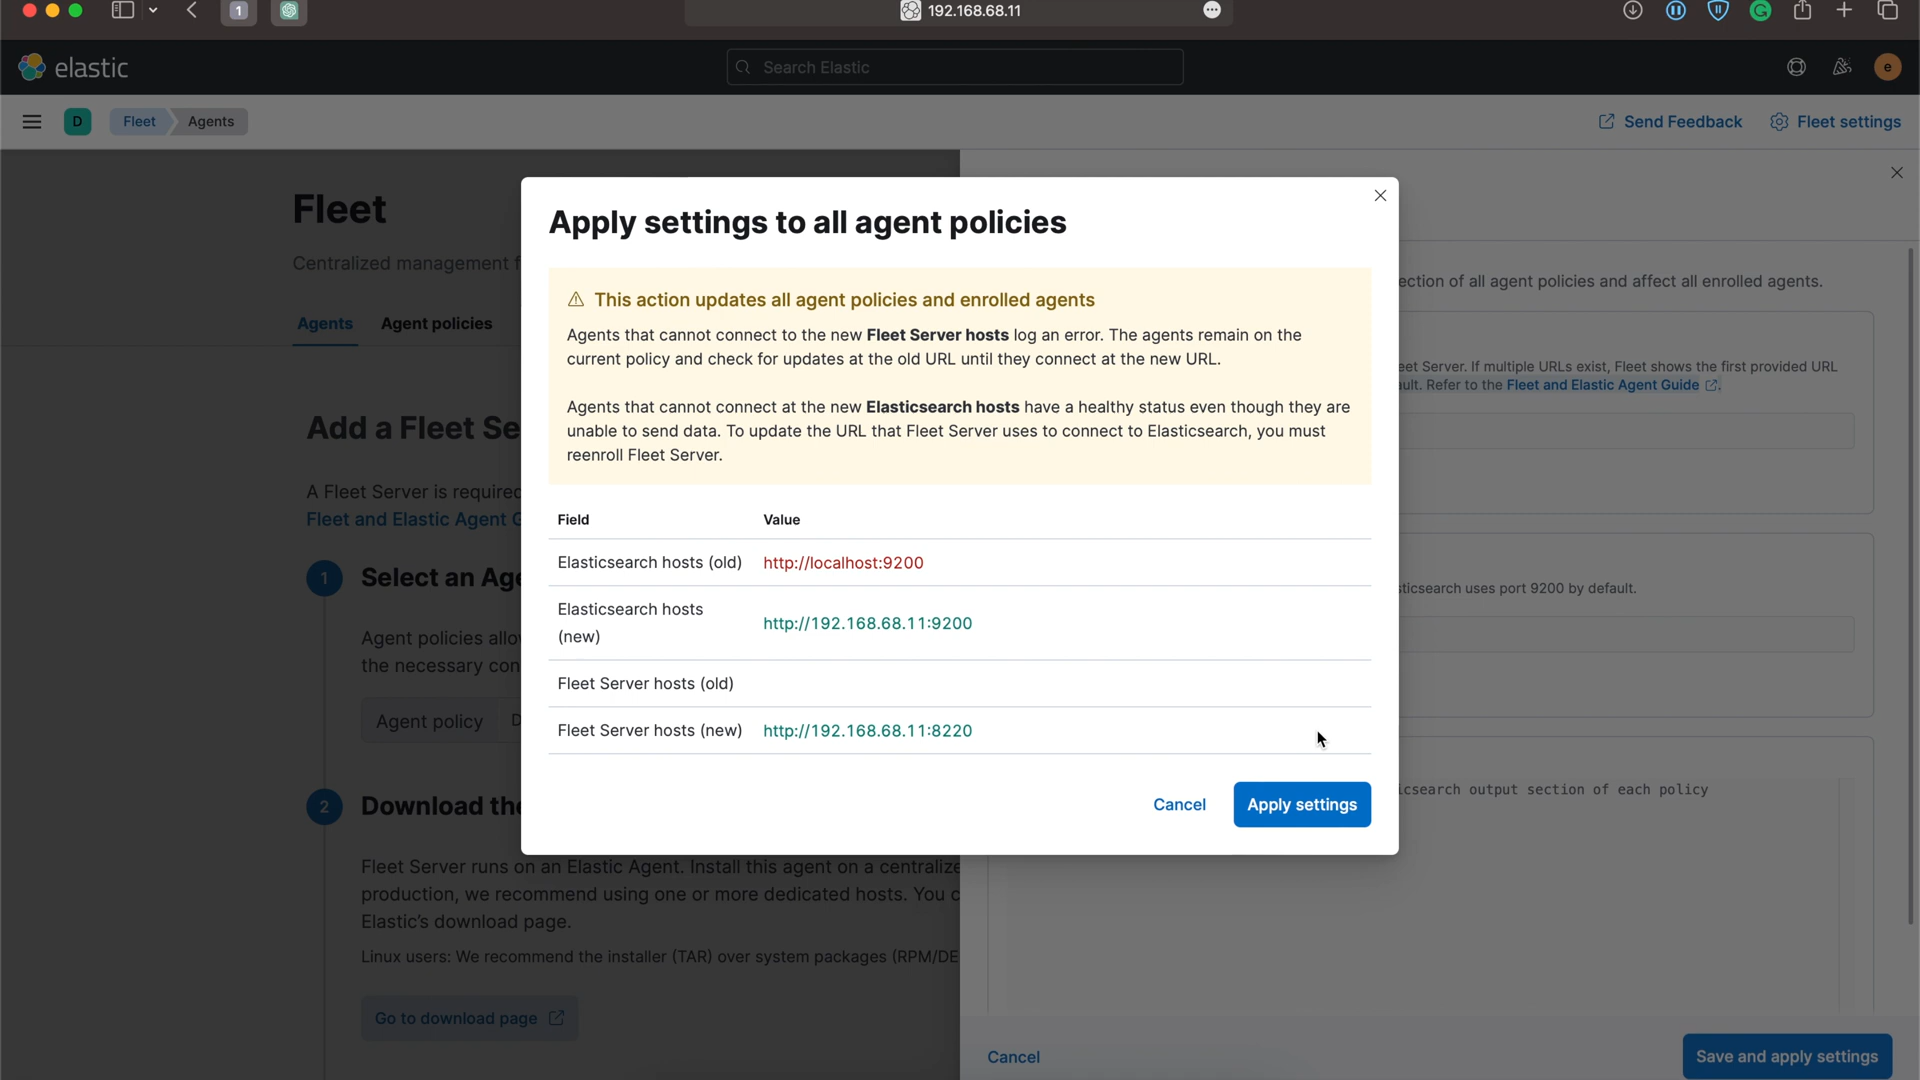 1
192.168.68.11
elastic
Search Elastic
e
D
Fleet
Agents
Send Feedback
Fleet settings
Fleet
Centralized management f
Agents
Agent policies
Add a Fleet Se
A Fleet Server is required
Fleet and Elastic Agent G
1
Select an Age
Agent policies allo
the necessary con
Agent policy
D
2
Download the
Fleet Server runs on an Elastic Agent. Install this agent on a centralize
production, we recommend using one or more dedicated hosts. You c
Elastic's download page.
Linux users: We recommend the installer (TAR) over system packages (RPM/DE
Go to download page
Apply settings to all agent policies
This action updates all agent policies and enrolled agents
Agents that cannot connect to the new Fleet Server hosts log an error. The agents remain on the
current policy and check for updates at the old URL until they connect at the new URL.
Agents that cannot connect at the new Elasticsearch hosts have a healthy status even though they are
unable to send data. To update the URL that Fleet Server uses to connect to Elasticsearch, you must
reenroll Fleet Server.
Field Value
Elasticsearch hosts (old) http://localhost:9200
Elasticsearch hosts
(new)
http://192.168.68.11:9200
Fleet Server hosts (old)
Fleet Server hosts (new) http://192.168.68.11:8220
Cancel
Apply settings
ection of all agent policies and affect all enrolled agents.
eet Server. If multiple URLs exist, Fleet shows the first provided URL
ault. Refer to the Fleet and Elastic Agent Guide.
sticsearch uses port 9200 by default.
icsearch output section of each policy
Cancel
Save and apply settings